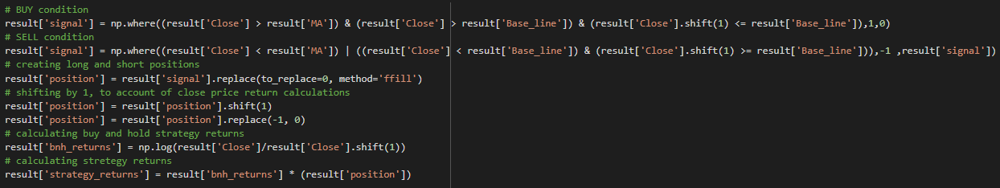 # BUY condition
result['signal'] = np.where((result['Close'] > result['MA']) & (result['Close'] > result['Base_line']) & (result['Close'].shift(1) <= result['Base_line']),1,0)
# SELL condition
result['signal'] = np.where((result['Close'] < result['MA']) | ((result['Close'] < result['Base_line']) & (result['Close'].shift(1) >= result['Base_line'])),-1 ,result['signal'])
# creating long and short positions
result['position'] = result['signal'].replace(to_replace=0, method='ffill')
# shifting by 1, to account of close price return calculations
result['position'] = result['position'].shift(1)
result['position'] = result['position'].replace(-1, 0)
# calculating buy and hold strategy returns
result['bnh_returns'] = np.log(result['Close']/result['Close'].shift(1))
# calculating stretegy returns
result['strategy_returns'] = result['bnh_returns'] * (result['position'])